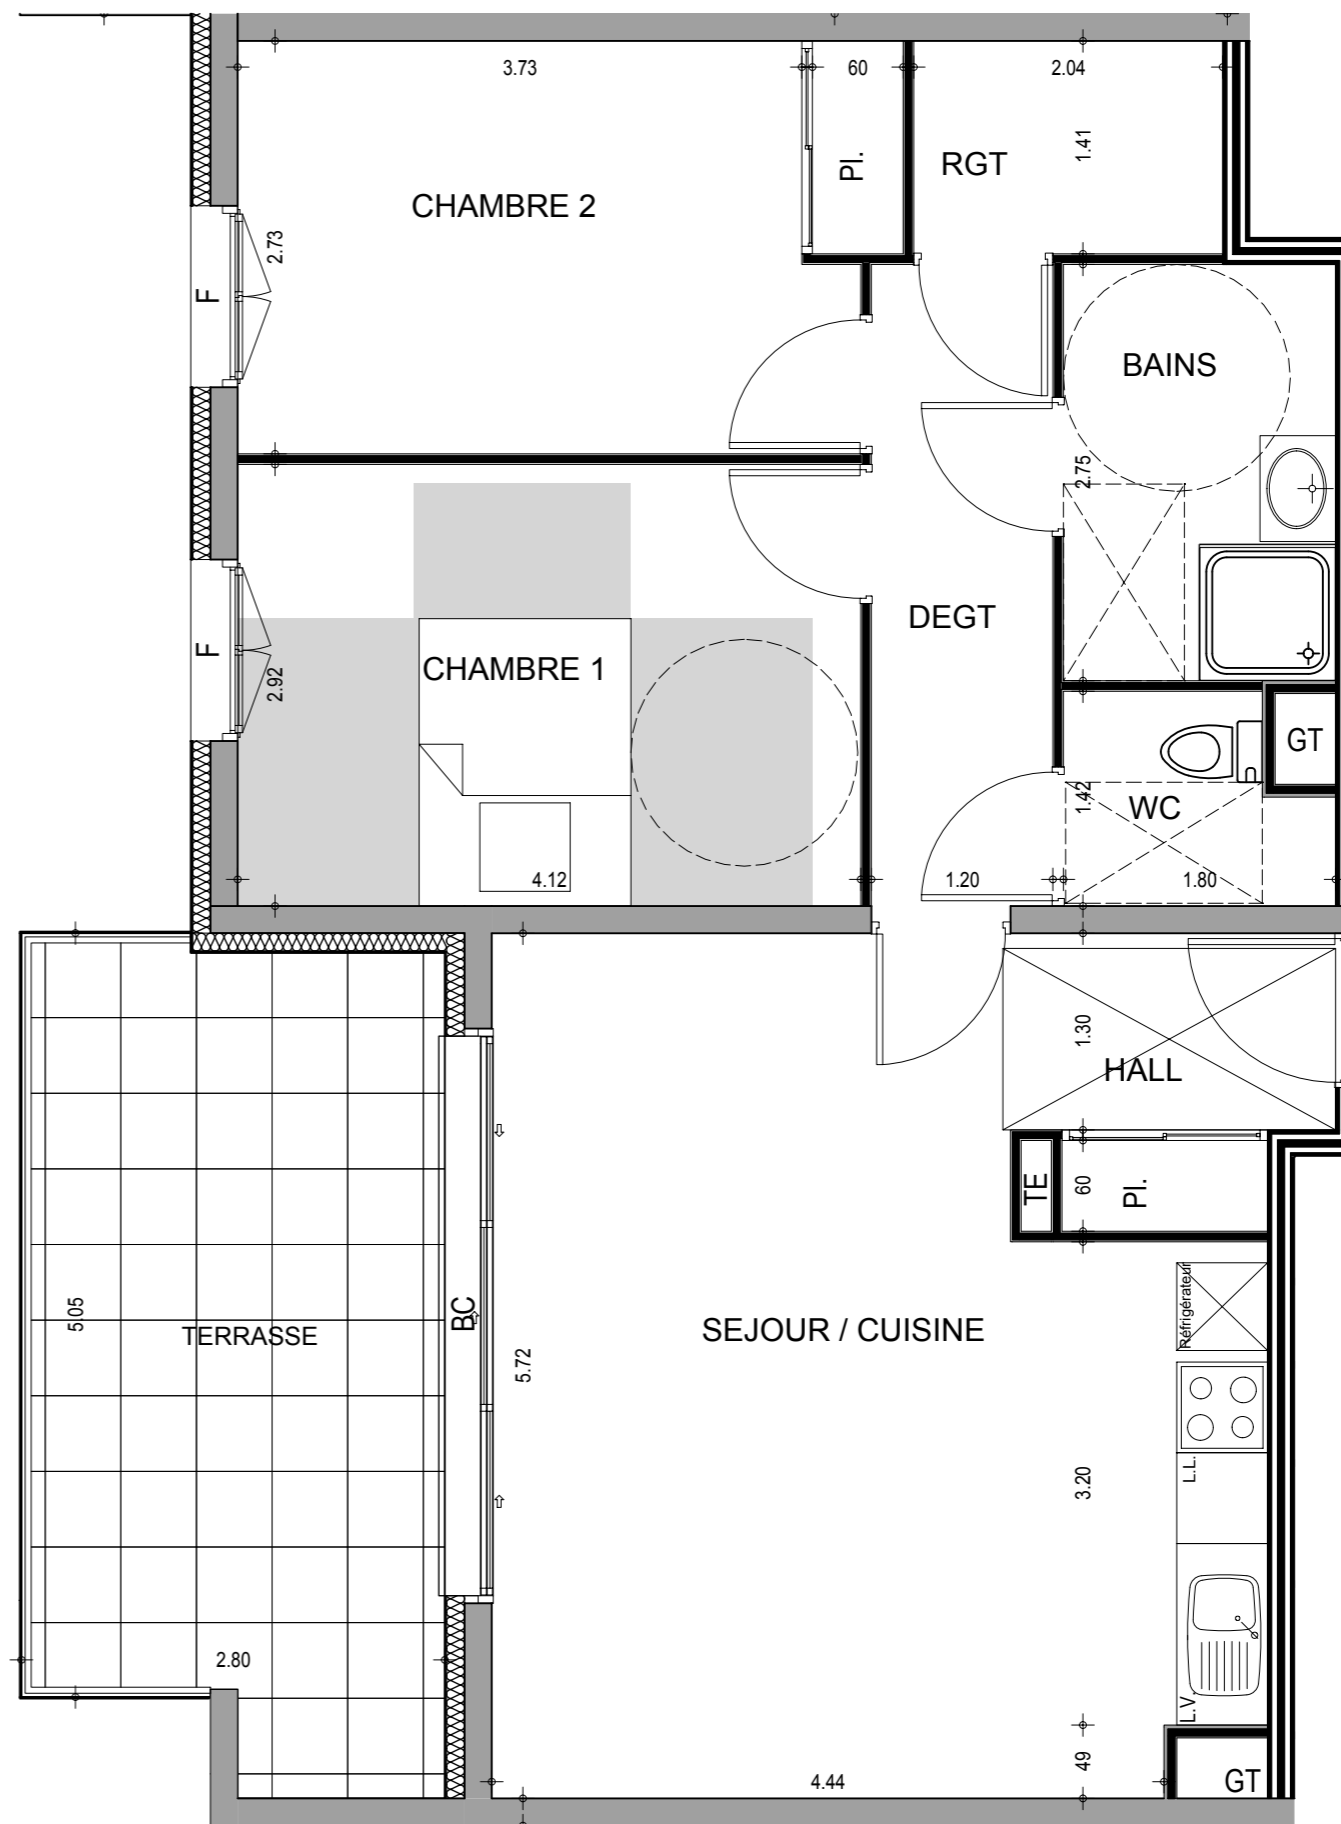 3.73
60
2.04
1.41
Pl.
RGT
CHAMBRE 2
2.73
F
BAINS
2.75
DEGT
F
CHAMBRE 1
2.92
GT
1.42
WC
4.12
1.20
1.80
1.30
HALL
TE
60
Pl.
Réfrigérateur
5.05
TERRASSE
BC
5.72
SEJOUR / CUISINE
L.L.
3.20
2.80
L.V.
4.44
49
GT